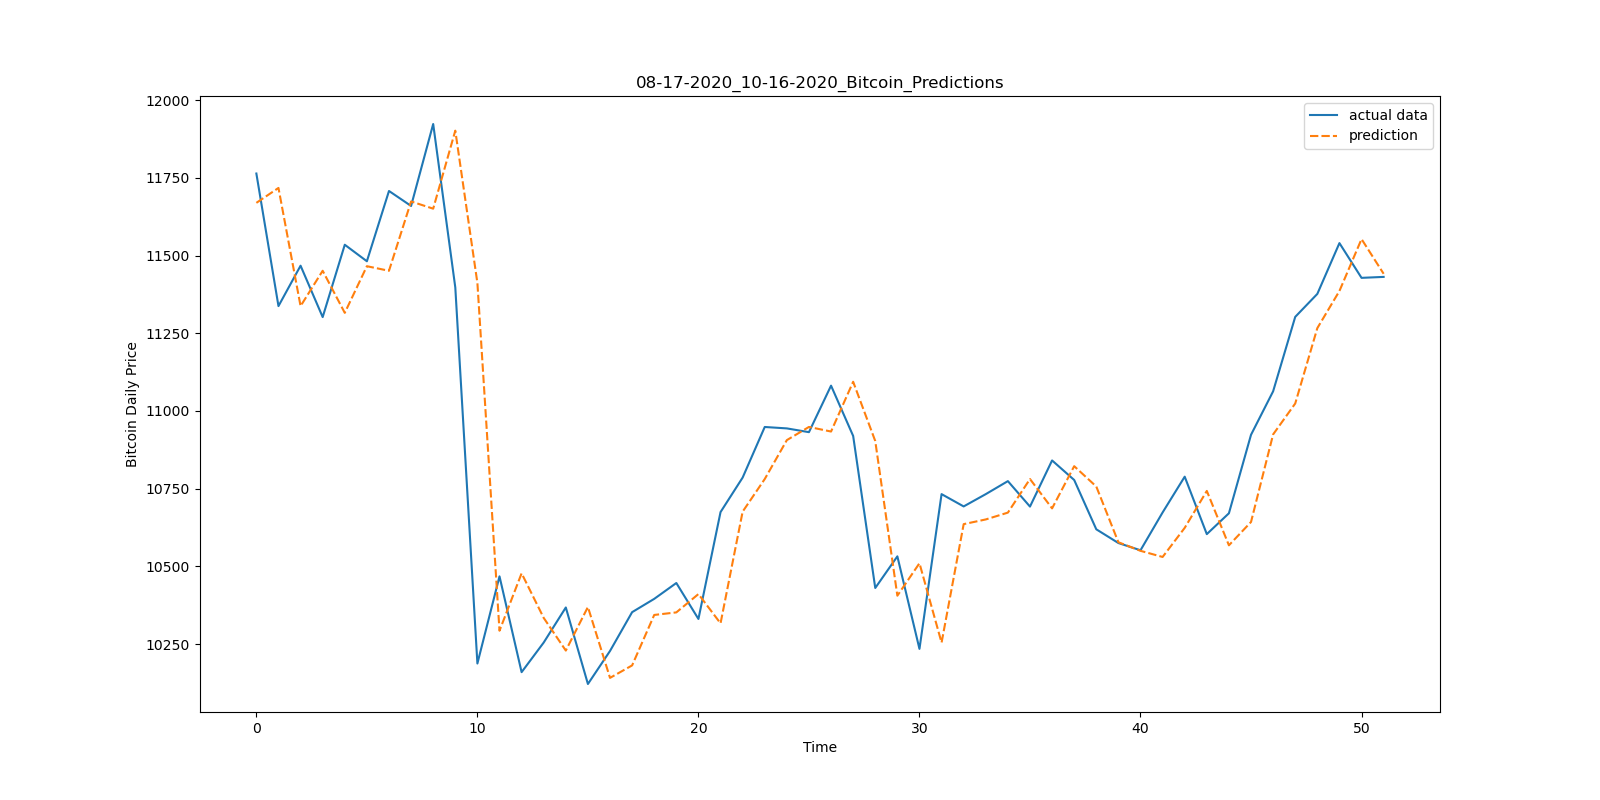 08-17-2020_10-16-2020_Bitcoin_Predictions
actual data
prediction
Bitcoin Daily Price
12000
11750
11500
11250
11000
10750
10500
10250
0 10 20 30 40 50
Time